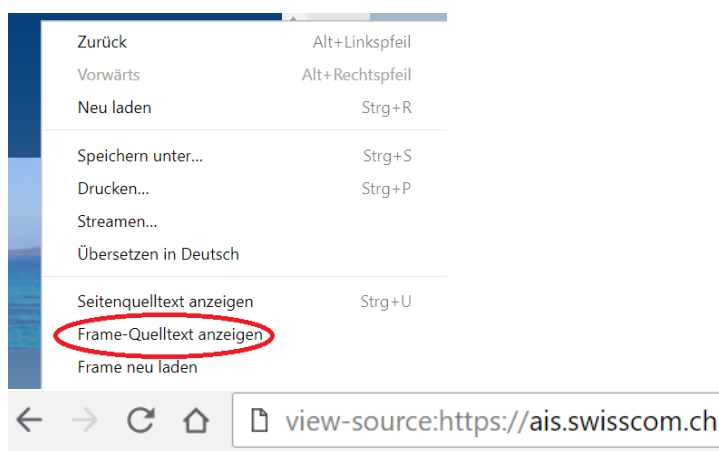 Zurück Alt+Linkspfeil
Vorwärts Alt+Rechtspfeil
Neu laden Strg+R
Speichern unter... Strg+S
Drucken... Strg+P
Streamen...
Übersetzen in Deutsch
Seitenquelltext anzeigen Strg+U
Frame-Quelltext anzeigen
Frame neu laden
view-source:https://ais.swisscom.ch